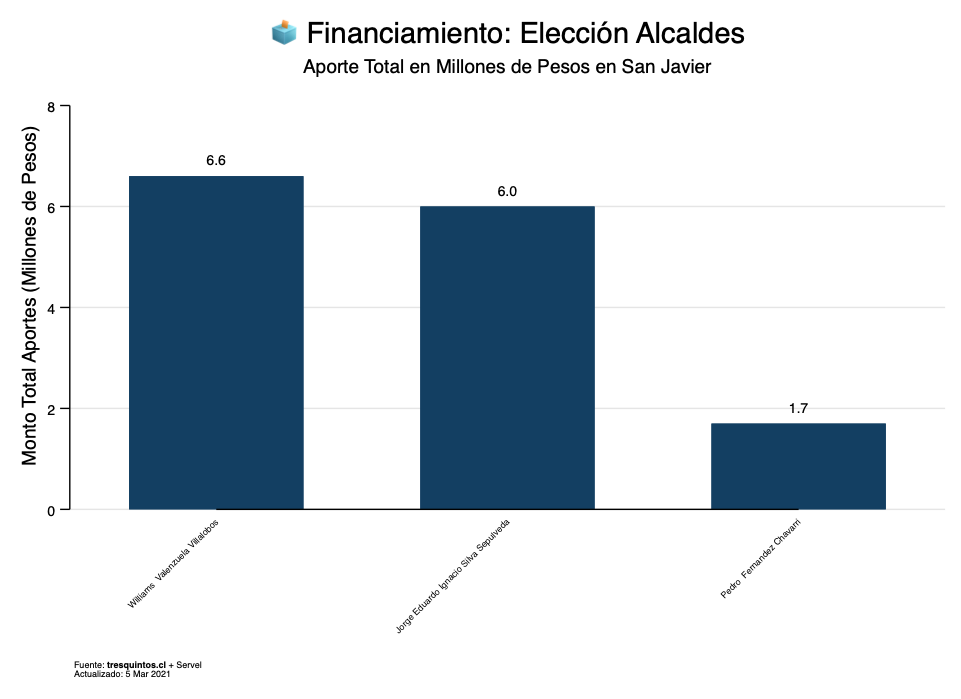 🗳️ Financiamiento: Elección Alcaldes
Aporte Total en Millones de Pesos en San Javier
Monto Total Aportes (Millones de Pesos)
8
6
4
2
0
6.6
6.0
1.7
Williams Valenzuela Villalobos
Jorge Eduardo Ignacio Silva Sepulveda
Pedro Fernandez Chavarri
Fuente: tresquintos.cl + Servel
Actualizado: 5 Mar 2021